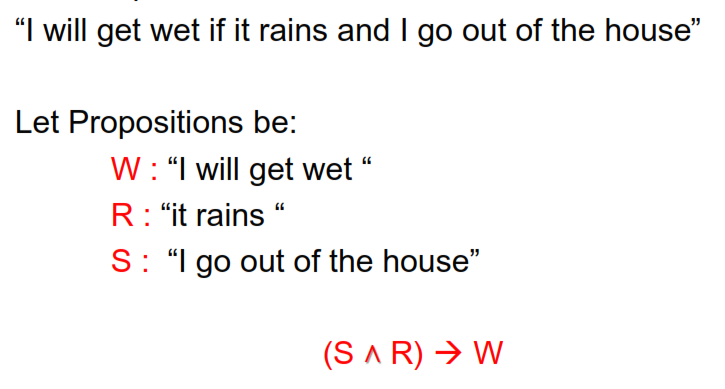 “I will get wet if it rains and I go out of the house”
Let Propositions be:
W : “I will get wet “
R : “it rains “
S : “I go out of the house”
(S ∧ R) → W